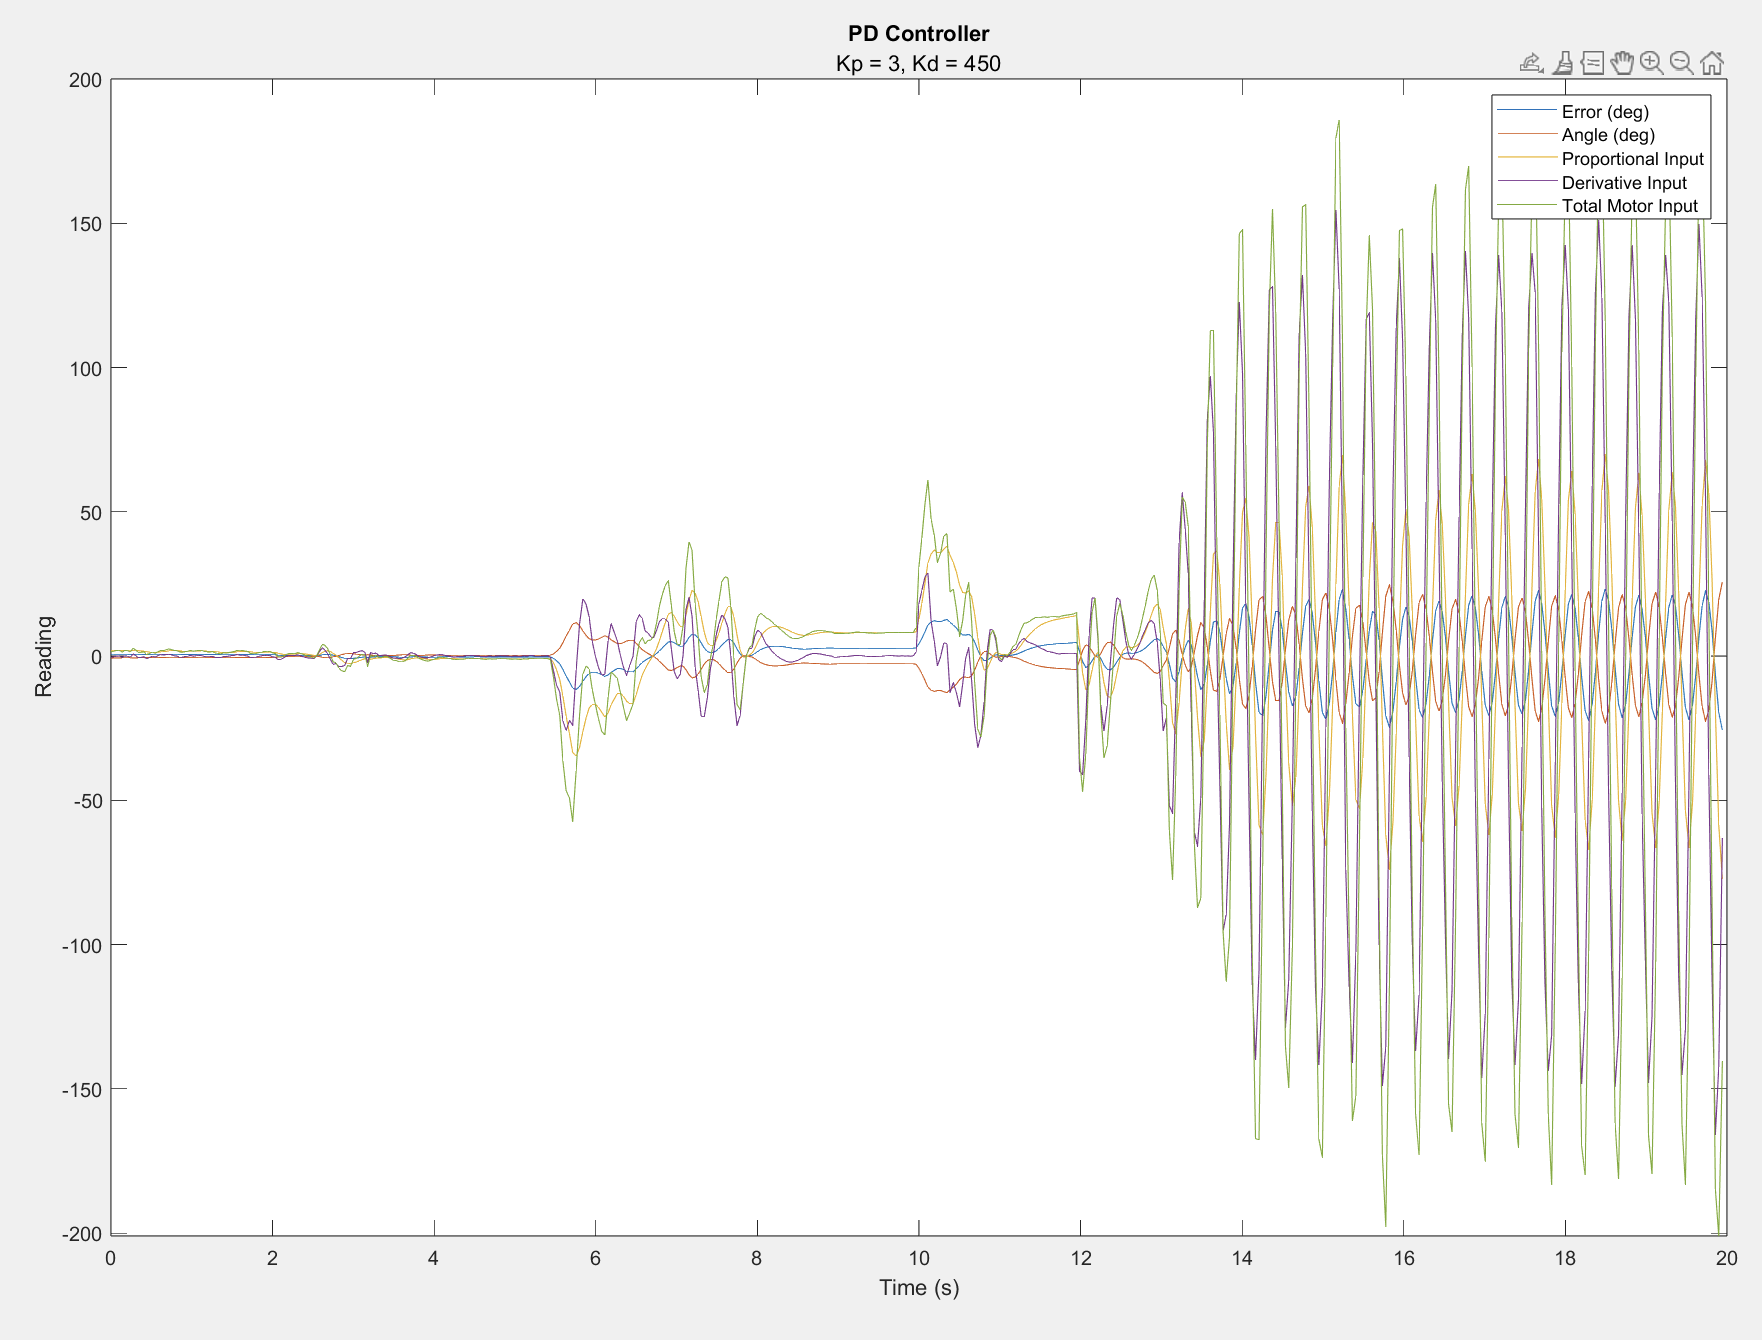 PD Controller
Kp = 3, Kd = 450
200
150
100
50
0
-50
-100
-150
-200
Reading
0 2 4 6 8 10 12 14 16 18 20
Time (s)
Error (deg)
Angle (deg)
Proportional Input
Derivative Input
Total Motor Input